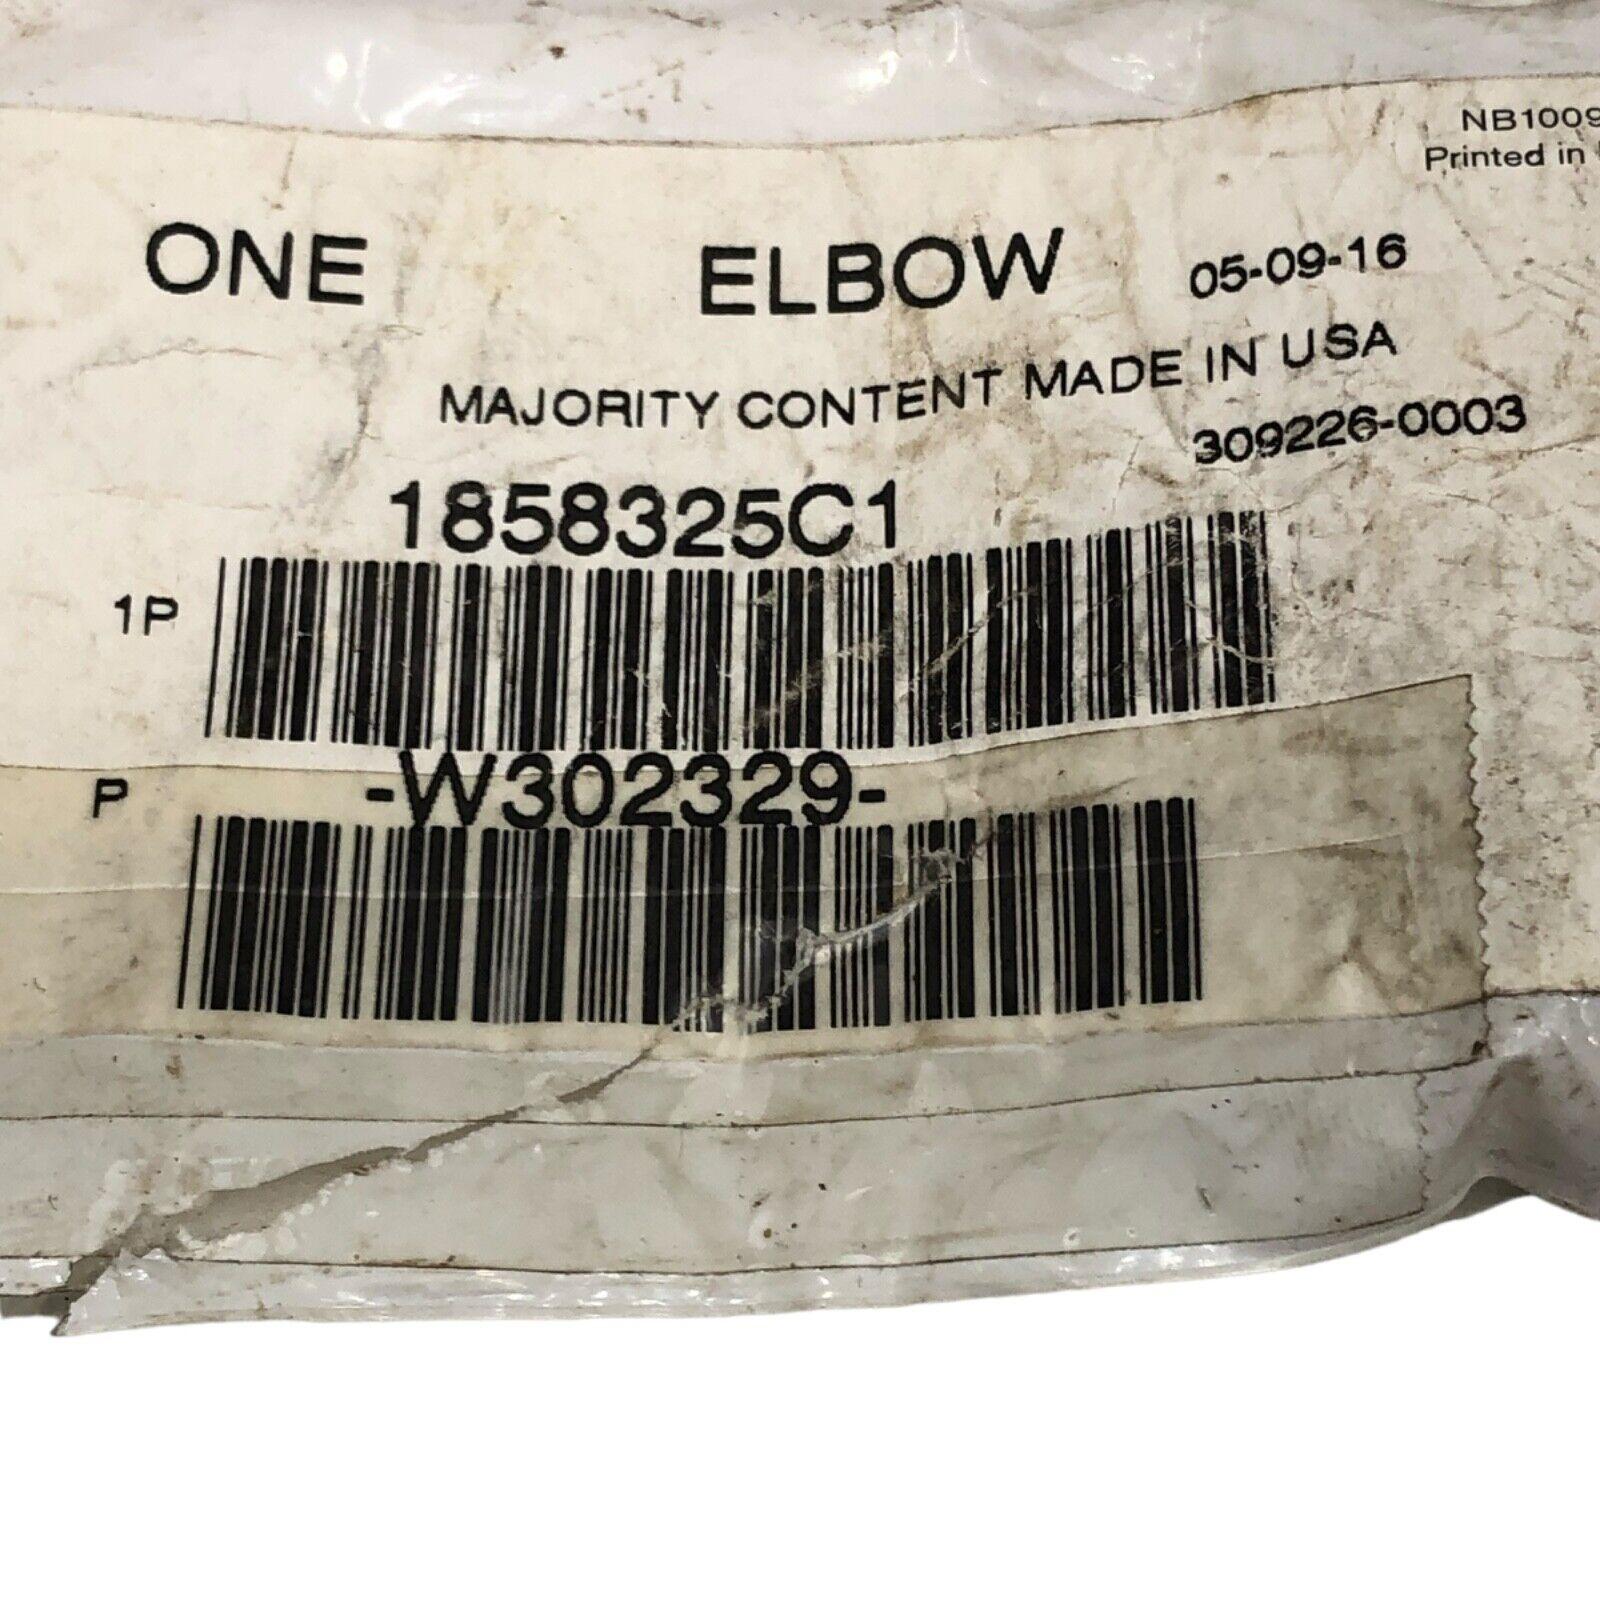 NB1009
Printed in
ONE ELBOW 05-09-16
MAJORITY CONTENT MADE IN USA
309226-0003
1858325C1
1P
-W302329-
P